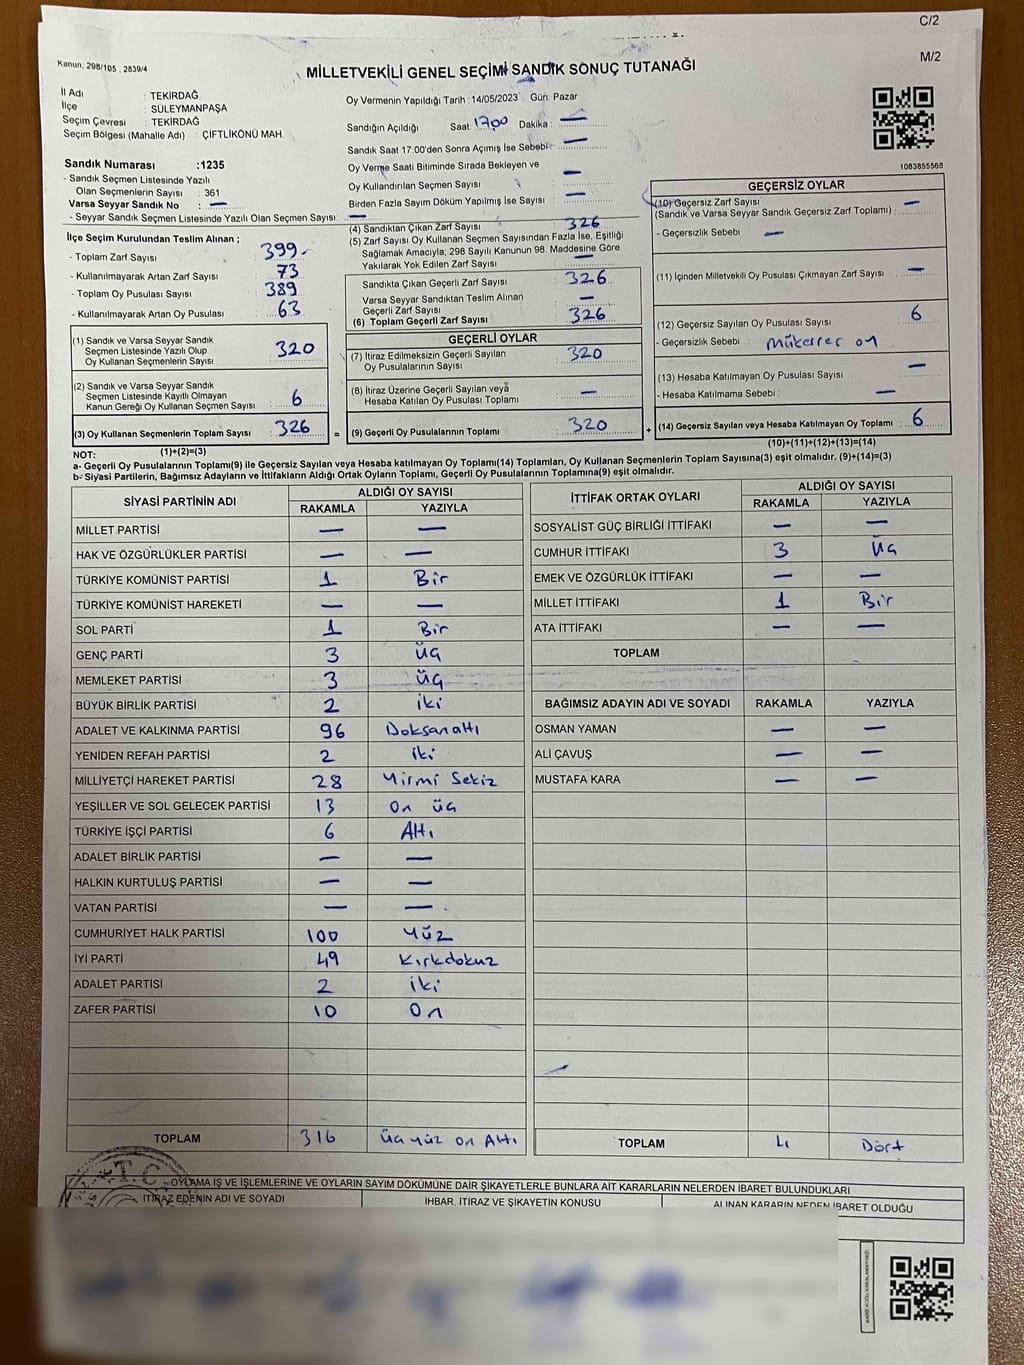 C/2
M/2
Kanun: 298/105 , 2839/4
MİLLETVEKİLİ GENEL SEÇİMİ SANDIK SONUÇ TUTANAĞI
İl Adı : TEKİRDAĞ
İlçe : SÜLEYMANPAŞA
Seçim Çevresi : TEKİRDAĞ
Seçim Bölgesi (Mahalle Adı) : ÇİFTLİKÖNÜ MAH.
Sandık Numarası :1235
- Sandık Seçmen Listesinde Yazılı
Olan Seçmenlerin Sayısı : 361
Varsa Seyyar Sandık No : —
- Seyyar Sandık Seçmen Listesinde Yazılı Olan Seçmen Sayısı: —
Oy Vermenin Yapıldığı Tarih :14/05/2023 Gün: Pazar
Sandığın Açıldığı Saat: 17.00 Dakika: —
Sandık Saat 17.00'den Sonra Açımış İse Sebebi: —
Oy Verme Saati Bitiminde Sırada Bekleyen ve
Oy Kullandırılan Seçmen Sayısı —
Birden Fazla Sayım Döküm Yapılmış İse Sayısı —
1083855568
İlçe Seçim Kurulundan Teslim Alınan ;
- Toplam Zarf Sayısı : 399
- Kullanılmayarak Artan Zarf Sayısı : 73
- Toplam Oy Pusulası Sayısı : 389
- Kullanılmayarak Artan Oy Pusulası : 63
(1) Sandık ve Varsa Seyyar Sandık
Seçmen Listesinde Yazılı Olup
Oy Kullanan Seçmenlerin Sayısı : 320
(2) Sandık ve Varsa Seyyar Sandık
Seçmen Listesinde Kayıtlı Olmayan
Kanun Gereği Oy Kullanan Seçmen Sayısı : 6
(3) Oy Kullanan Seçmenlerin Toplam Sayısı : 326
(1)+(2)=(3)
(4) Sandıktan Çıkan Zarf Sayısı : 326
(5) Zarf Sayısı Oy Kullanan Seçmen Sayısından Fazla İse, Eşitliği
Sağlamak Amacıyla; 298 Sayılı Kanunun 98. Maddesine Göre
Yakılarak Yok Edilen Zarf Sayısı : —
Sandıkta Çıkan Geçerli Zarf Sayısı : 326
Varsa Seyyar Sandıktan Teslim Alınan
Geçerli Zarf Sayısı : —
(6) Toplam Geçerli Zarf Sayısı : 326
GEÇERLİ OYLAR
(7) İtiraz Edilmeksizin Geçerli Sayılan
Oy Pusulalarının Sayısı : 320
(8) İtiraz Üzerine Geçerli Sayılan veya
Hesaba Katılan Oy Pusulası Toplamı : —
= (9) Geçerli Oy Pusulalarının Toplamı : 320 +
GEÇERSİZ OYLAR
(10) Geçersiz Zarf Sayısı
(Sandık ve Varsa Seyyar Sandık Geçersiz Zarf Toplamı) : —
- Geçersizlik Sebebi : —
(11) İçinden Milletvekili Oy Pusulası Çıkmayan Zarf Sayısı : —
(12) Geçersiz Sayılan Oy Pusulası Sayısı : 6
- Geçersizlik Sebebi : Mükerrer oy
(13) Hesaba Katılmayan Oy Pusulası Sayısı : —
- Hesaba Katılmama Sebebi : —
(14) Geçersiz Sayılan veya Hesaba Katılmayan Oy Toplamı : 6
(10)+(11)+(12)+(13)=(14)
NOT:
a- Geçerli Oy Pusulalarının Toplamı(9) ile Geçersiz Sayılan veya Hesaba katılmayan Oy Toplamı(14) Toplamları, Oy Kullanan Seçmenlerin Toplam Sayısına(3) eşit olmalıdır. (9)+(14)=(3)
b- Siyasi Partilerin, Bağımsız Adayların ve İttifakların Aldığı Ortak Oyların Toplamı, Geçerli Oy Pusulalarının Toplamına(9) eşit olmalıdır.
SİYASİ PARTİNİN ADI ALDIĞI OY SAYISI
RAKAMLA YAZIYLA
MİLLET PARTİSİ — —
HAK VE ÖZGÜRLÜKLER PARTİSİ — —
TÜRKİYE KOMÜNİST PARTİSİ 1 Bir
TÜRKİYE KOMÜNİST HAREKETİ — —
SOL PARTİ 1 Bir
GENÇ PARTİ 3 üç
MEMLEKET PARTİSİ 3 üç
BÜYÜK BİRLİK PARTİSİ 2 iki
ADALET VE KALKINMA PARTİSİ 96 Doksanaltı
YENİDEN REFAH PARTİSİ 2 iki
MİLLİYETÇİ HAREKET PARTİSİ 28 Yirmi Sekiz
YEŞİLLER VE SOL GELECEK PARTİSİ 13 On üç
TÜRKİYE İŞÇİ PARTİSİ 6 Altı
ADALET BİRLİK PARTİSİ — —
HALKIN KURTULUŞ PARTİSİ — —
VATAN PARTİSİ — —
CUMHURİYET HALK PARTİSİ 100 Yüz
İYİ PARTİ 49 Kırkdokuz
ADALET PARTİSİ 2 iki
ZAFER PARTİSİ 10 On
TOPLAM 316 üç yüz on Altı
İTTİFAK ORTAK OYLARI ALDIĞI OY SAYISI
RAKAMLA YAZIYLA
SOSYALİST GÜÇ BİRLİĞİ İTTİFAKI — —
CUMHUR İTTİFAKI 3 üç
EMEK VE ÖZGÜRLÜK İTTİFAKI — —
MİLLET İTTİFAKI 1 Bir
ATA İTTİFAKI — —
TOPLAM
BAĞIMSIZ ADAYIN ADI VE SOYADI RAKAMLA YAZIYLA
OSMAN YAMAN — —
ALİ ÇAVUŞ — —
MUSTAFA KARA — —
TOPLAM 4 Dört
T.C.
OYLAMA İŞ VE İŞLEMLERİNE VE OYLARIN SAYIM DÖKÜMÜNE DAİR ŞİKAYETLERLE BUNLARA AİT KARARLARIN NELERDEN İBARET BULUNDUKLARI
İTİRAZ EDENİN ADI VE SOYADI İHBAR, İTİRAZ VE ŞİKAYETİN KONUSU ALINAN KARARIN NEDEN İBARET OLDUĞU